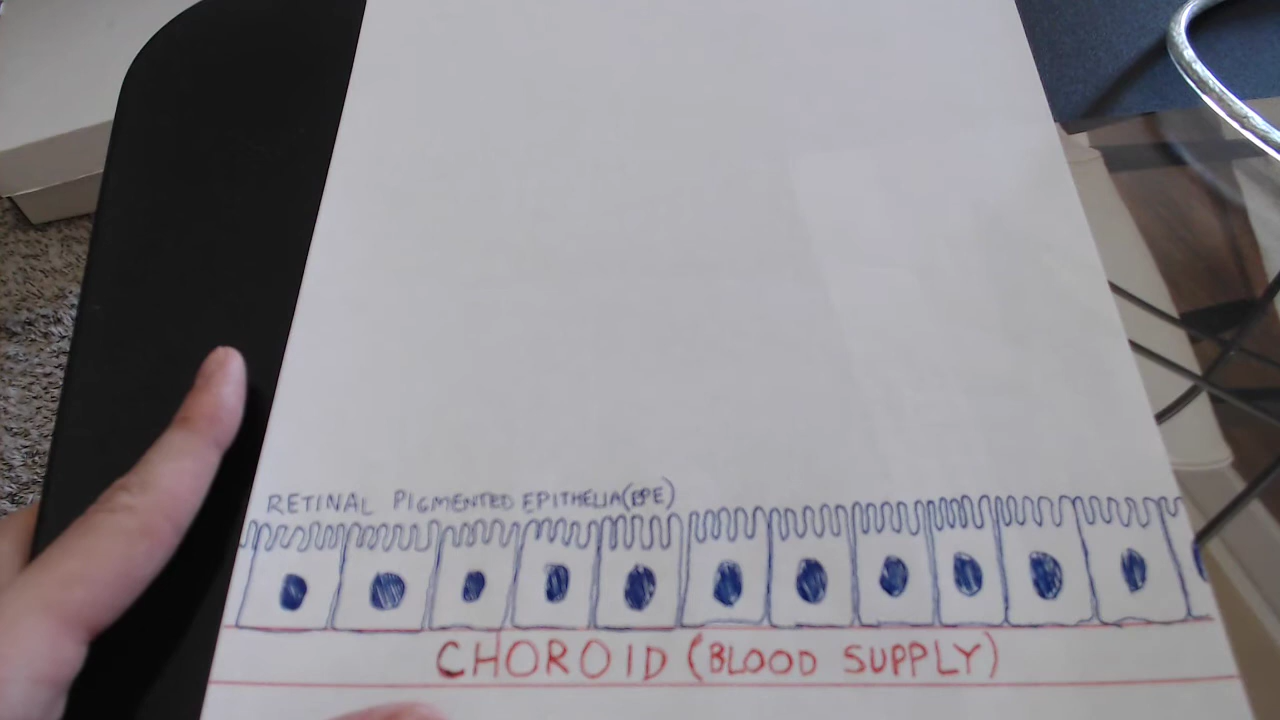 RETINAL PIGMENTED EPITHELIA (RPE)
CHOROID (BLOOD SUPPLY)